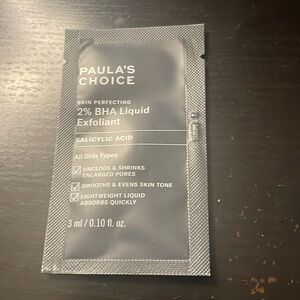 PAULA'S
CHOICE
SKIN PERFECTING
2% BHA Liquid
Exfoliant
SALICYLIC ACID
All Skin Types
UNCLOGS & SHRINKS
ENLARGED PORES
SMOOTHS & EVENS SKIN TONE
LIGHTWEIGHT LIQUID
ABSORBS QUICKLY
3 ml / 0.10 fl. oz.